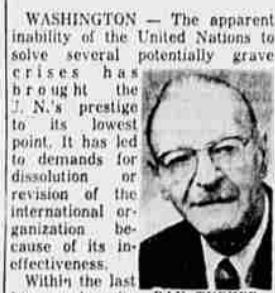 WASHINGTON — The apparent
inability of the United Nations to
solve several potentially grave
crises has
brought the
J. N.'s prestige
to its lowest
point. It has led
to demands for
dissolution or
revision of the
international or-
ganization be-
cause of its in-
effectiveness.
Within the last